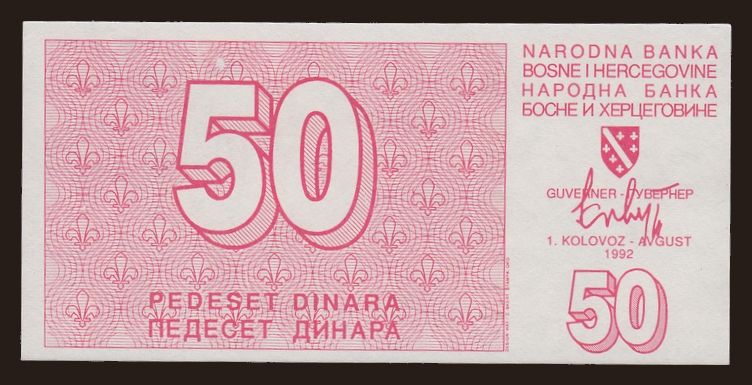 50
PEDESET DINARA
ПЕДЕСЕТ ДИНАРА
NARODNA BANKA
BOSNE I HERCEGOVINE
НАРОДНА БАНКА
БОСНЕ И ХЕРЦЕГОВИНЕ
GUVERNER - ГУВЕРНЕР
1. KOLOVOZ - AVGUST
1992
50